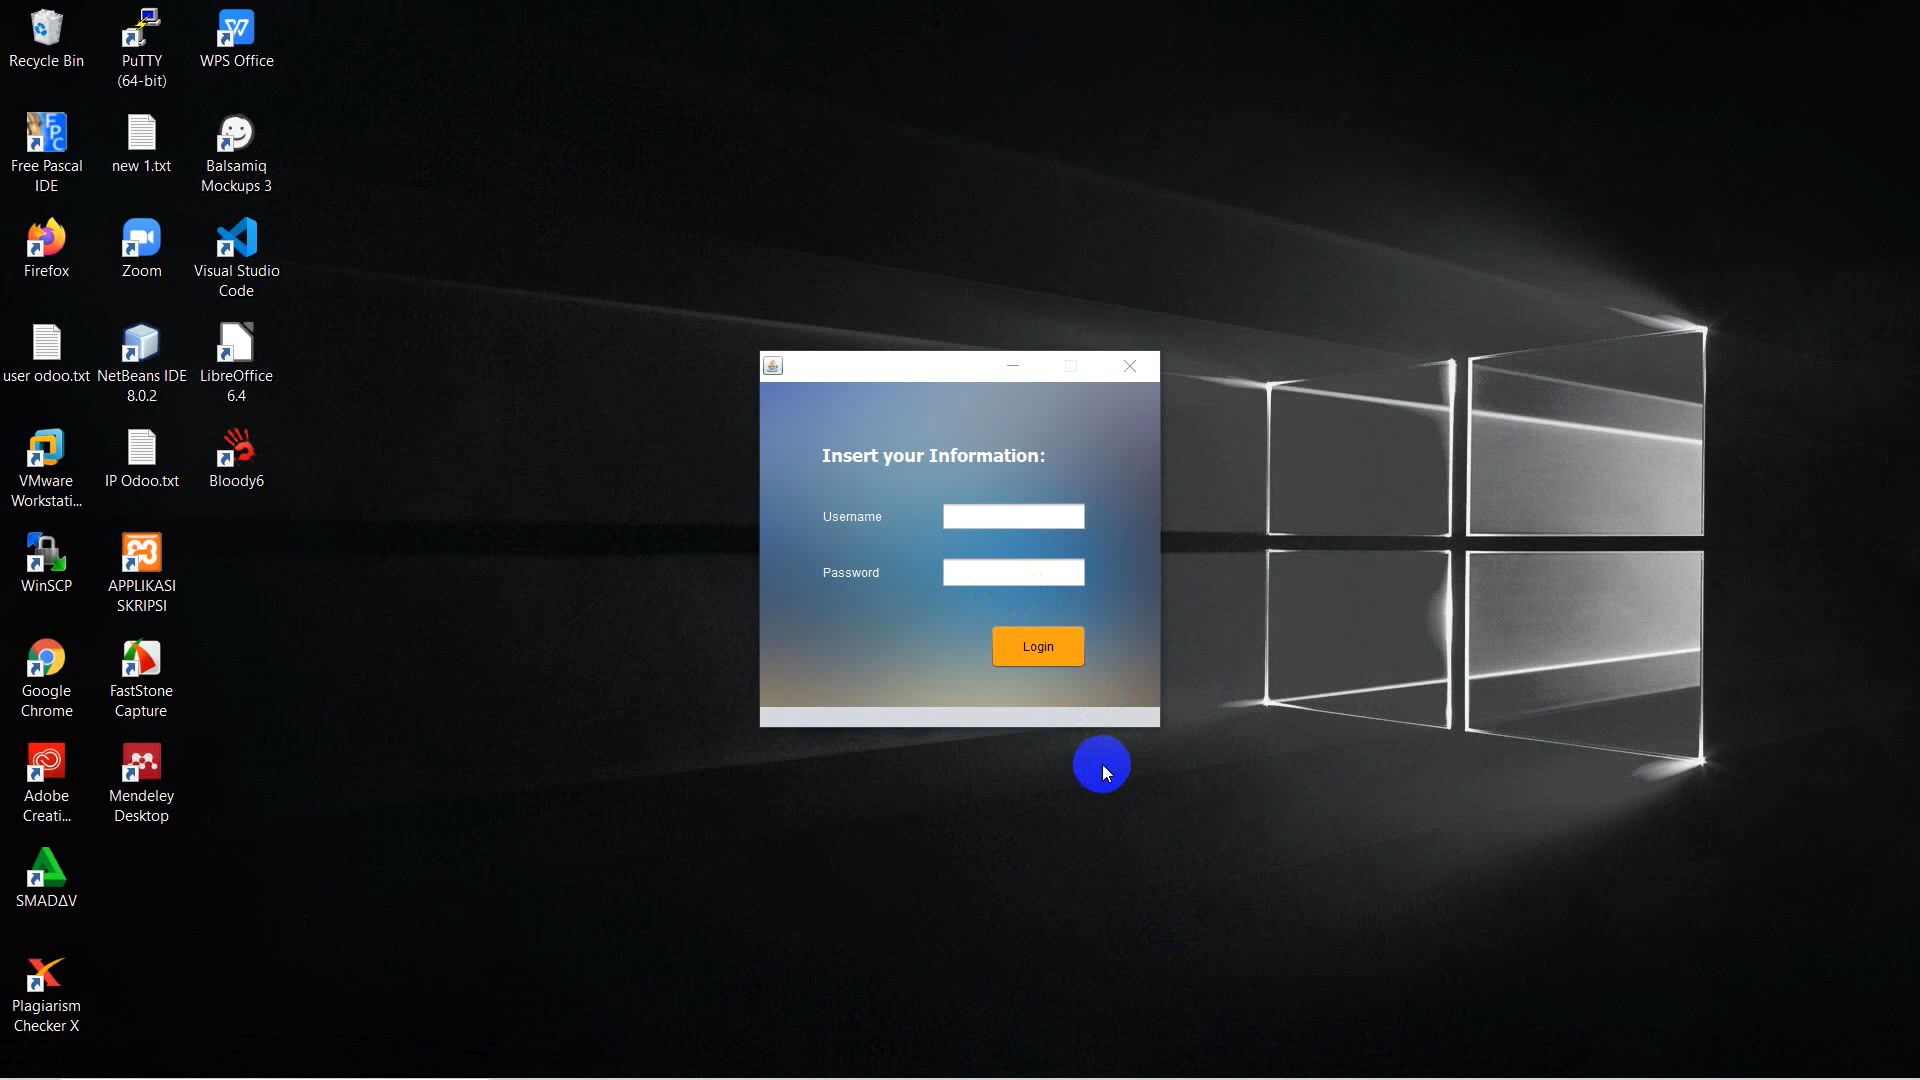 Recycle Bin
PuTTY
(64-bit)
WPS Office
Free Pascal
IDE
new 1.txt
Balsamiq
Mockups 3
Firefox
Zoom
Visual Studio
Code
user odoo.txt
NetBeans IDE
8.0.2
LibreOffice
6.4
VMware
Workstati...
IP Odoo.txt
Bloody6
WinSCP
APPLIKASI
SKRIPSI
Google
Chrome
FastStone
Capture
Adobe
Creati...
Mendeley
Desktop
SMADΔV
Plagiarism
Checker X
Insert your Information:
Username
Password
Login